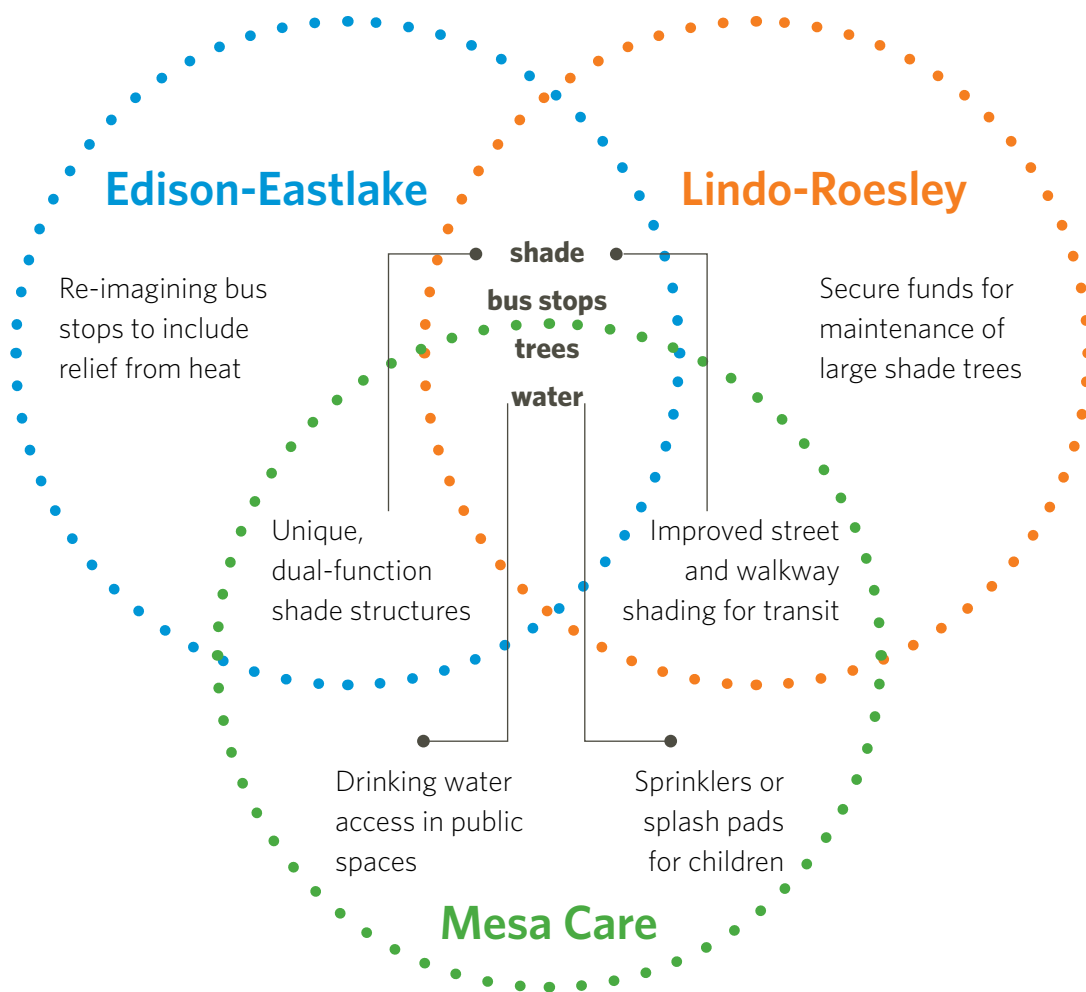 Edison-Eastlake
Lindo-Roesley
Re-imagining bus
stops to include
relief from heat
shade
bus stops
trees
water
Secure funds for
maintenance of
large shade trees
Unique,
dual-function
shade structures
Improved street
and walkway
shading for transit
Drinking water
access in public
spaces
Sprinklers or
splash pads
for children
Mesa Care